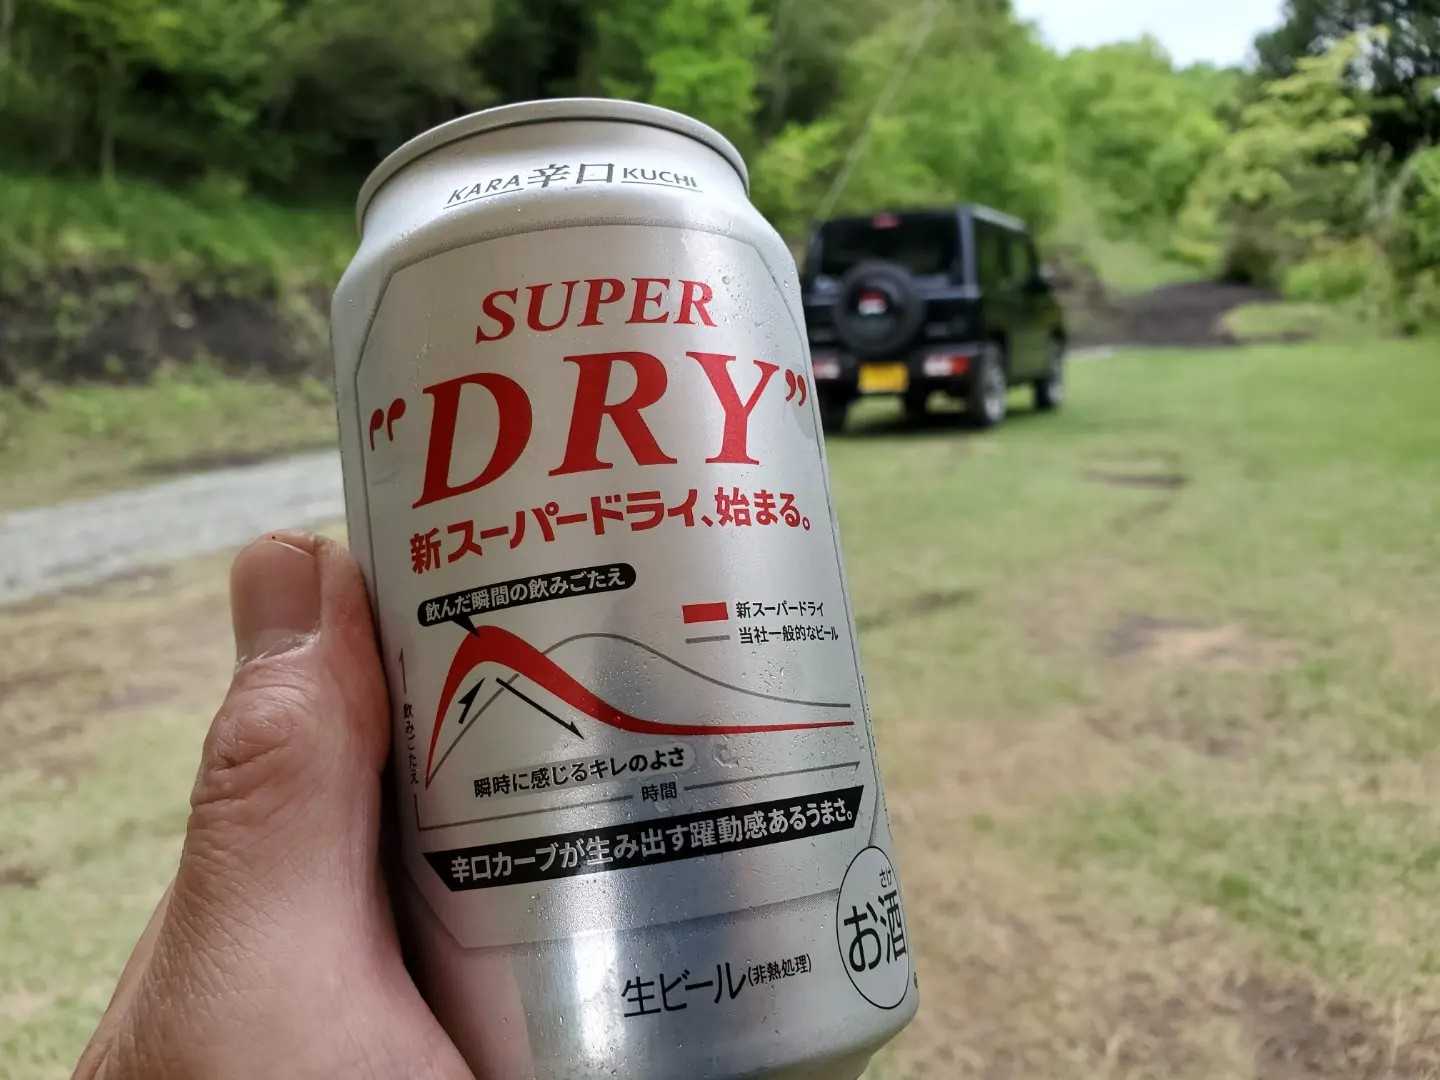 KARA 辛口 KUCHI
SUPER
"DRY"
新スーパードライ、始まる。
飲んだ瞬間の飲みごたえ
新スーパードライ
当社一般的なビール
飲みごたえ
瞬時に感じるキレのよさ
時間
辛口カーブが生み出す躍動感あるうまさ。
さけ
お酒
生ビール(非熱処理)